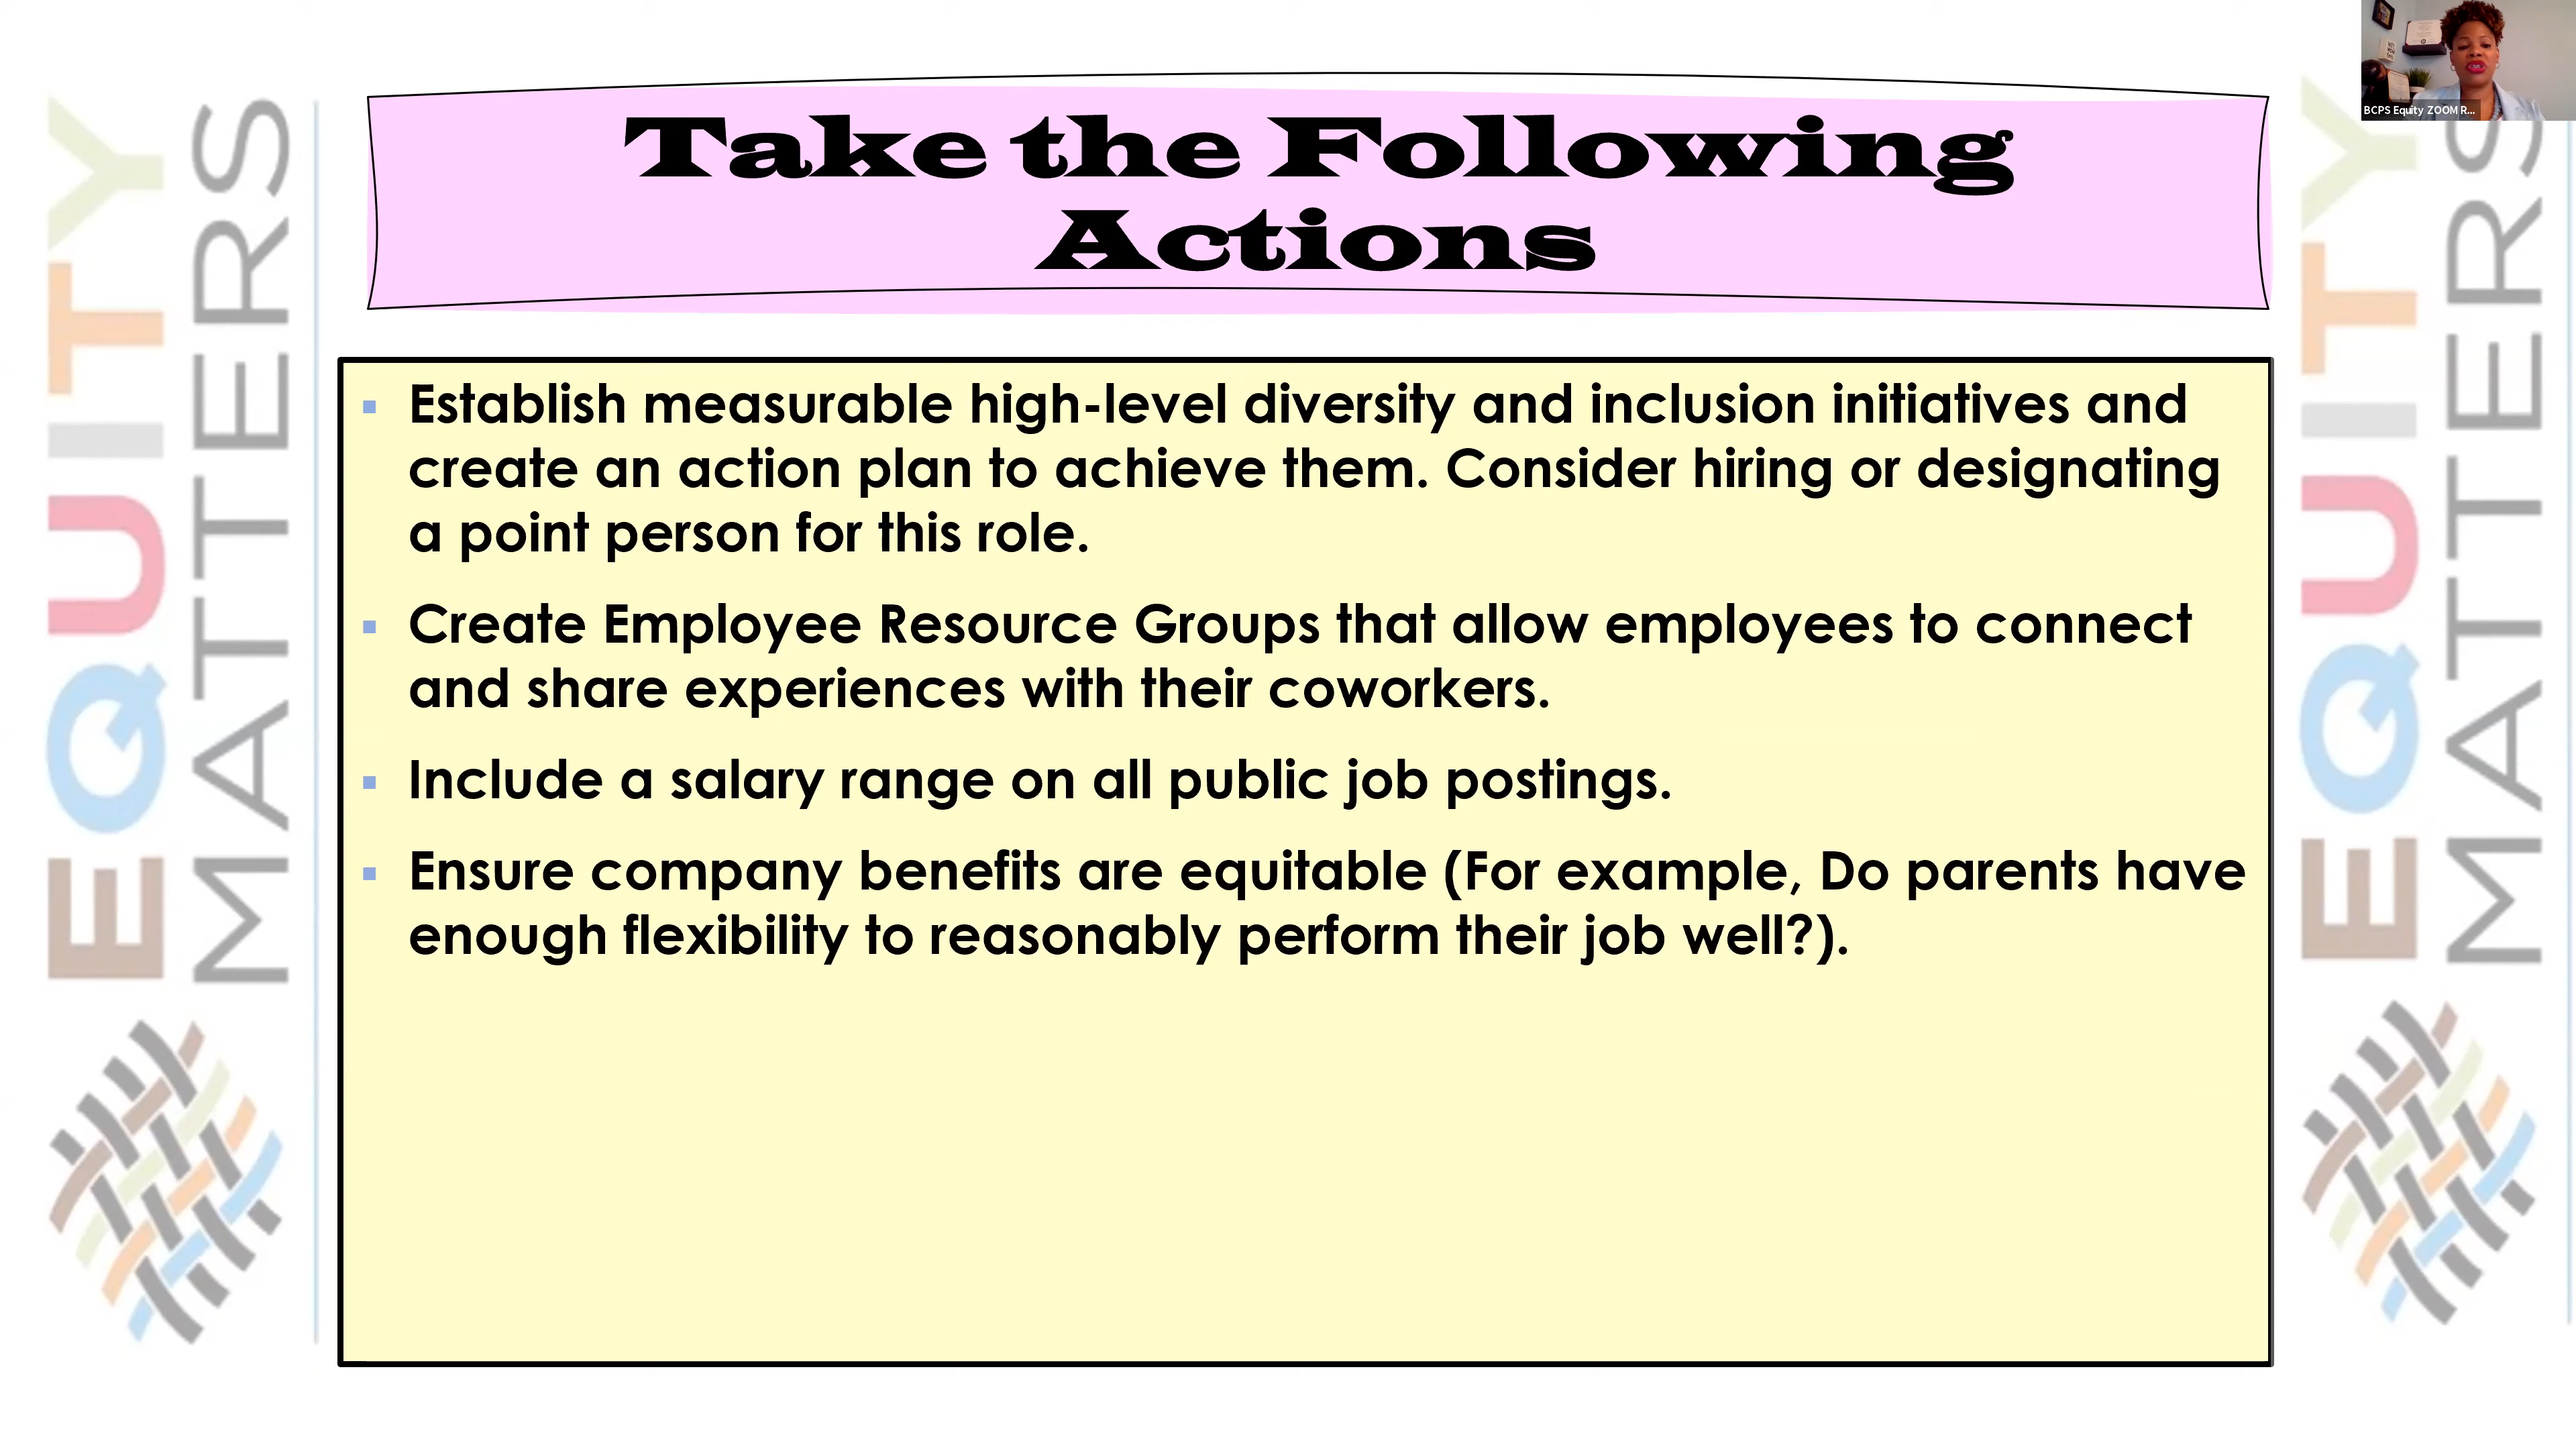 Take the Following
Actions
BCPS Equity ZOOM R...
EQUITY
MATTERS
▪ Establish measurable high-level diversity and inclusion initiatives and
create an action plan to achieve them. Consider hiring or designating
a point person for this role.
▪ Create Employee Resource Groups that allow employees to connect
and share experiences with their coworkers.
▪ Include a salary range on all public job postings.
▪ Ensure company benefits are equitable (For example, Do parents have
enough flexibility to reasonably perform their job well?).
EQUITY
MATTERS